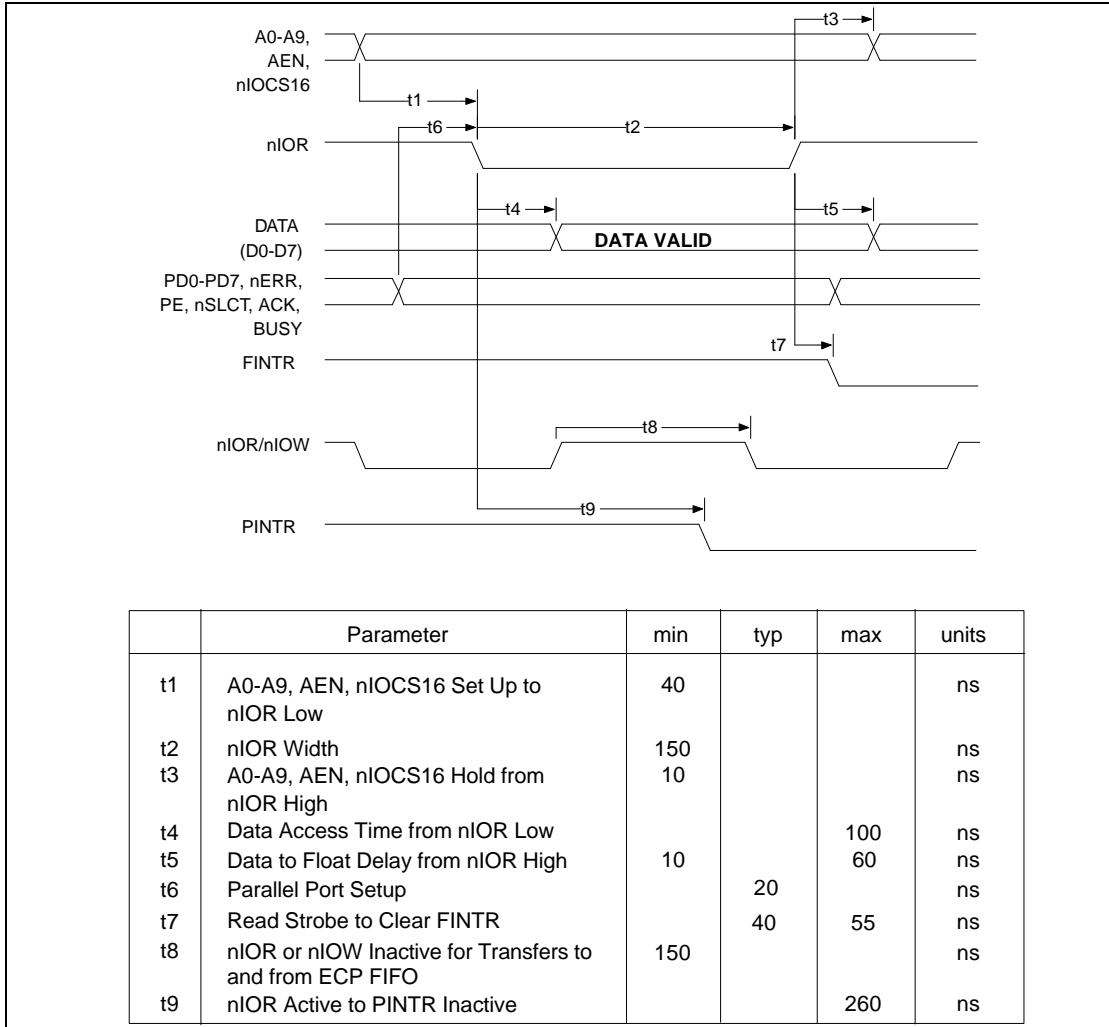 t3
A0-A9,
AEN,
nIOCS16
t1
t6
t2
nIOR
t4
t5
DATA
(D0-D7)
DATA VALID
PD0-PD7, nERR,
PE, nSLCT, ACK,
BUSY
t7
FINTR
t8
nIOR/nIOW
t9
PINTR
Parameter min typ max units
t1 A0-A9, AEN, nIOCS16 Set Up to 40 ns
nIOR Low
t2 nIOR Width 150 ns
t3 A0-A9, AEN, nIOCS16 Hold from 10 ns
nIOR High
t4 Data Access Time from nIOR Low 100 ns
t5 Data to Float Delay from nIOR High 10 60 ns
t6 Parallel Port Setup 20 ns
t7 Read Strobe to Clear FINTR 40 55 ns
t8 nIOR or nIOW Inactive for Transfers to 150 ns
and from ECP FIFO
t9 nIOR Active to PINTR Inactive 260 ns